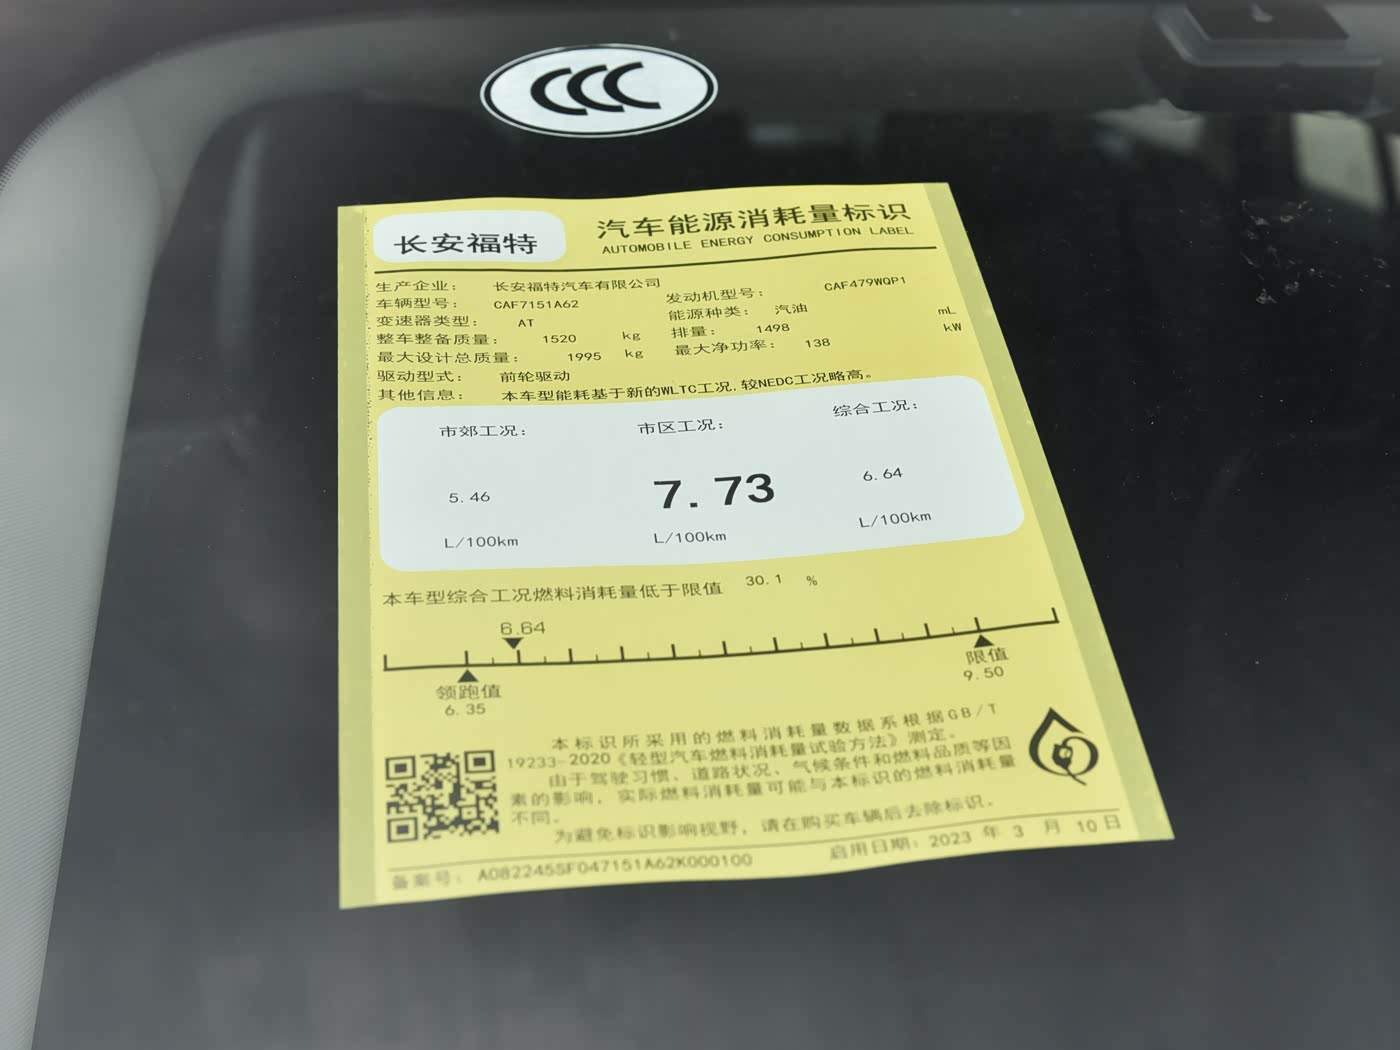 CCC
长安福特
汽车能源消耗量标识
AUTOMOBILE ENERGY CONSUMPTION LABEL
生产企业： 长安福特汽车有限公司
车辆型号： CAF7151A62 发动机型号： CAF479WQP1
变速器类型： AT 能源种类： 汽油
整车整备质量： 1520 kg 排量： 1498 mL
最大设计总质量： 1995 kg 最大净功率： 138 kW
驱动型式： 前轮驱动
其他信息： 本车型能耗基于新的WLTC工况,较NEDC工况略高。
市郊工况： 市区工况： 综合工况：
5.46 7.73 6.64
L/100km L/100km L/100km
本车型综合工况燃料消耗量低于限值 30.1 %
6.64
领跑值 限值
6.35 9.50
本标识所采用的燃料消耗量数据系根据GB/T
19233-2020《轻型汽车燃料消耗量试验方法》测定。
由于驾驶习惯、道路状况、气候条件和燃料品质等因
素的影响，实际燃料消耗量可能与本标识的燃料消耗量
不同。
为避免标识影响视野，请在购买车辆后去除标识。
备案号： A082245SF047151A62K000100 启用日期：2023 年 3 月 10 日